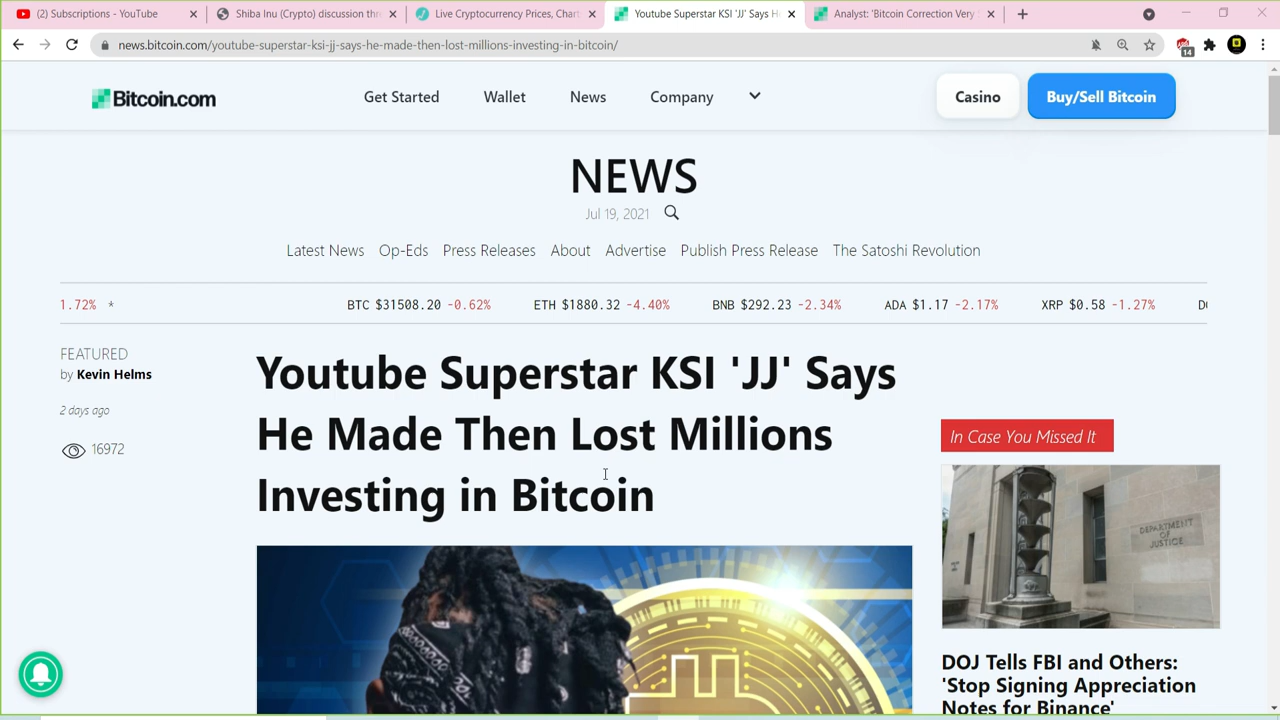 (2) Subscriptions - YouTube
Shiba Inu (Crypto) discussion thr
Live Cryptocurrency Prices, Chart
Youtube Superstar KSI 'JJ' Says H
Analyst: 'Bitcoin Correction Very
news.bitcoin.com/youtube-superstar-ksi-jj-says-he-made-then-lost-millions-investing-in-bitcoin/
14
Bitcoin.com
Get Started
Wallet
News
Company
Casino
Buy/Sell Bitcoin
NEWS
Jul 19, 2021
Latest News
Op-Eds
Press Releases
About
Advertise
Publish Press Release
The Satoshi Revolution
1.72% *
BTC $31508.20 -0.62%
ETH $1880.32 -4.40%
BNB $292.23 -2.34%
ADA $1.17 -2.17%
XRP $0.58 -1.27%
FEATURED
by Kevin Helms
2 days ago
16972
Youtube Superstar KSI 'JJ' Says
He Made Then Lost Millions
Investing in Bitcoin
In Case You Missed It
DEPARTMENT
OF
JUSTICE
DOJ Tells FBI and Others:
'Stop Signing Appreciation
Notes for Binance'